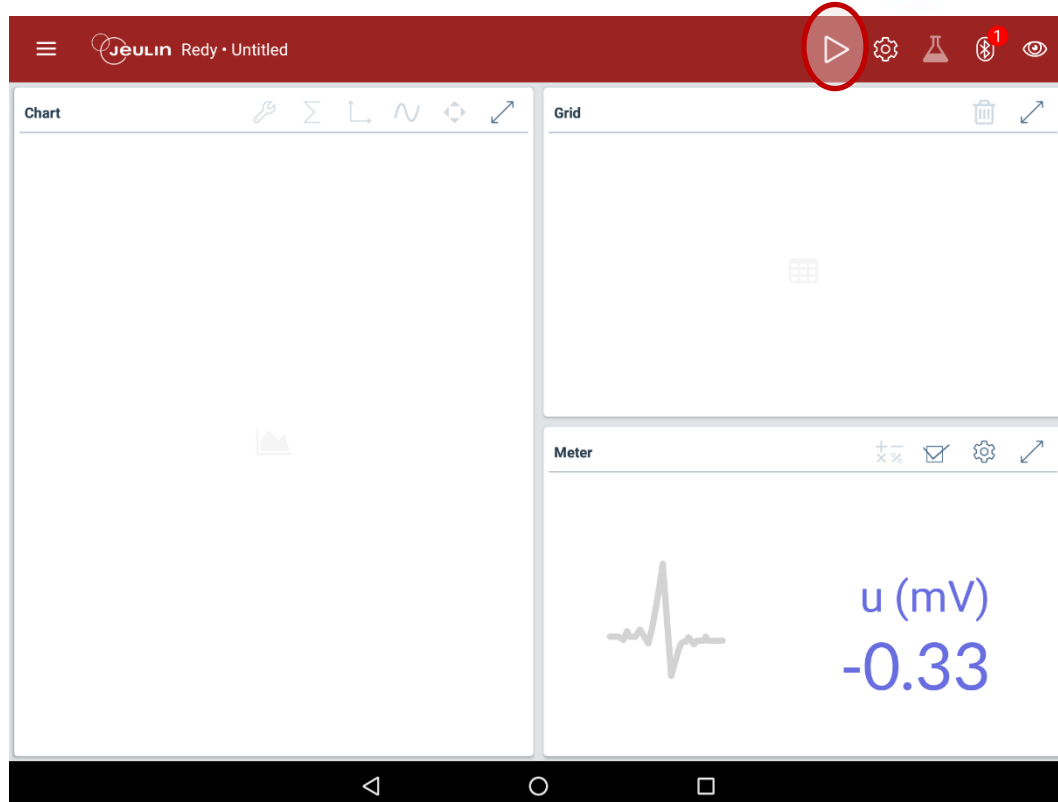 Jeulin Redy • Untitled
1
Chart
Grid
Meter
u (mV)
-0.33